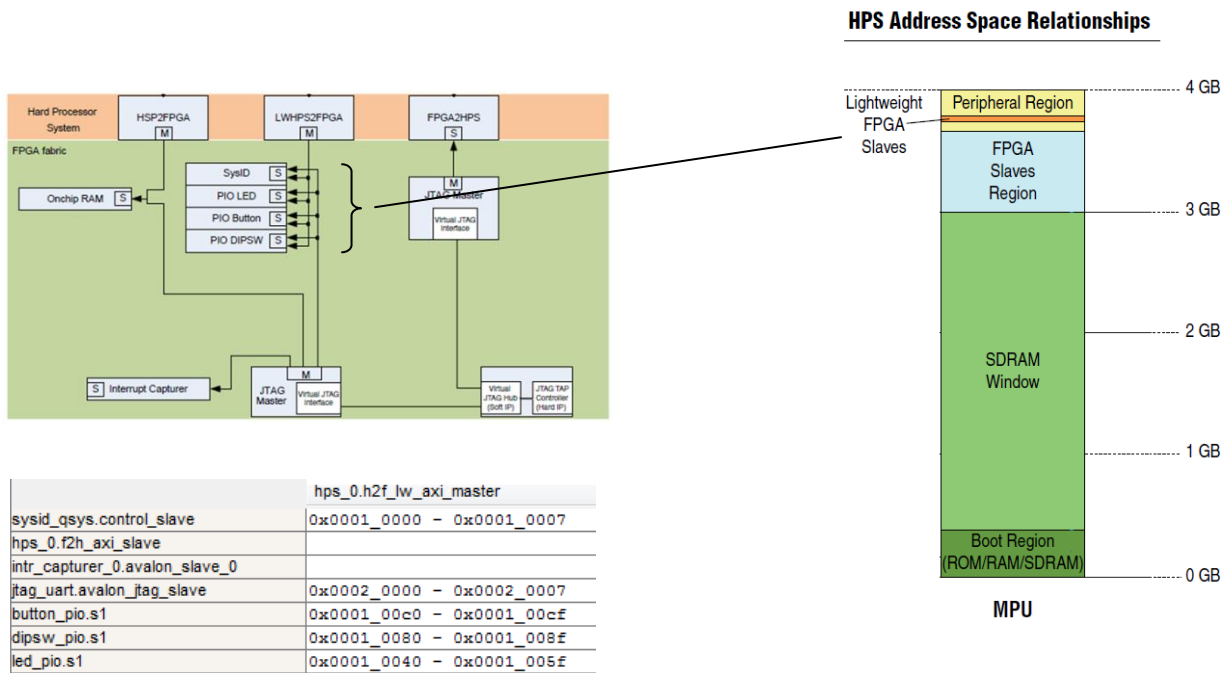 HPS Address Space Relationships
Hard Processor
System
HSP2FPGA
M
LWHPS2FPGA
M
FPGA2HPS
S
FPGA fabric
SysID S
PIO LED S
PIO Button S
PIO DIPSW S
Onchip RAM S
M
JTAG Master
Virtual JTAG
Interface
S Interrupt Capturer
M
JTAG
Master
Virtual JTAG
Interface
Virtual
JTAG Hub
(Soft IP)
JTAG TAP
Controller
(Hard IP)
Lightweight
FPGA
Slaves
Peripheral Region
FPGA
Slaves
Region
SDRAM
Window
Boot Region
(ROM/RAM/SDRAM)
4 GB
3 GB
2 GB
1 GB
0 GB
MPU
hps_0.h2f_lw_axi_master
sysid_qsys.control_slave 0x0001_0000 - 0x0001_0007
hps_0.f2h_axi_slave
intr_capturer_0.avalon_slave_0
jtag_uart.avalon_jtag_slave 0x0002_0000 - 0x0002_0007
button_pio.s1 0x0001_00c0 - 0x0001_00cf
dipsw_pio.s1 0x0001_0080 - 0x0001_008f
led_pio.s1 0x0001_0040 - 0x0001_005f